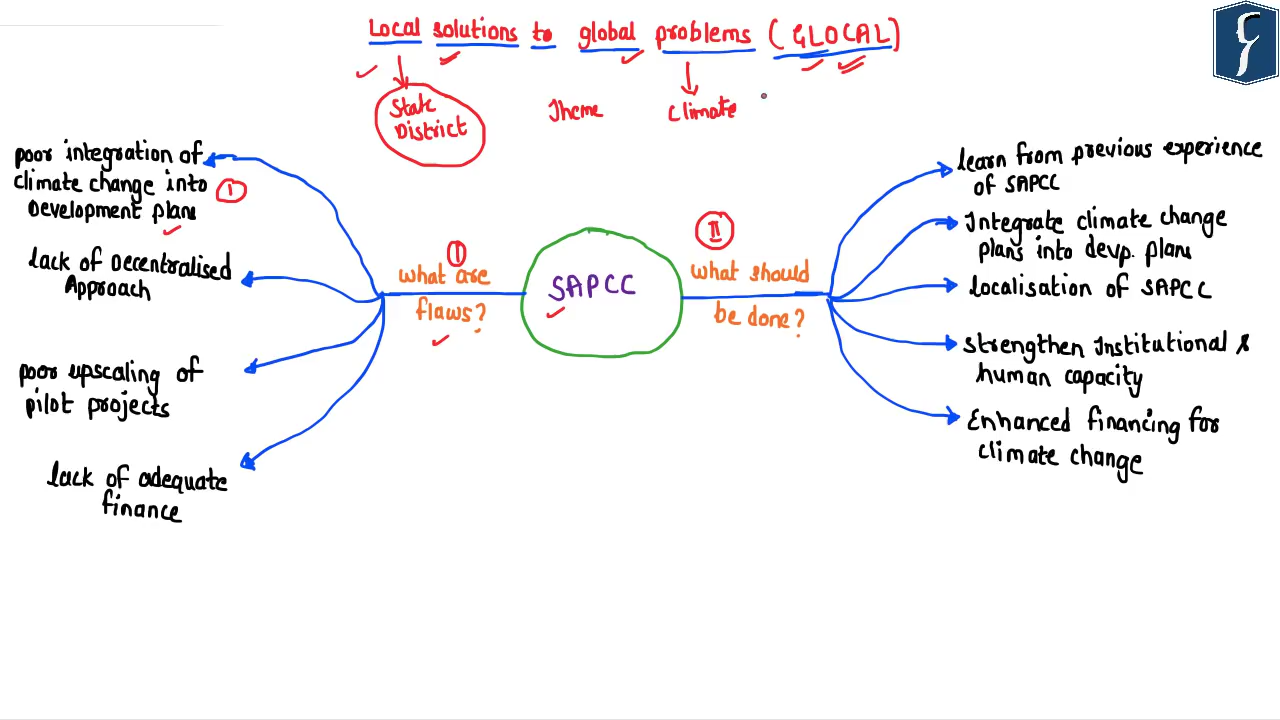 Local solutions to global problems (GLOCAL)
State
District
Theme
Climate
poor integration of
climate change into
Development plans
1
lack of Decentralised
Approach
poor upscaling of
pilot projects
lack of adequate
finance
I
what are
flaws?
SAPCC
II
what should
be done?
learn from previous experience
of SAPCC
Integrate climate change
plans into devp. plans
localisation of SAPCC
strengthen Institutional &
human capacity
Enhanced financing for
climate change